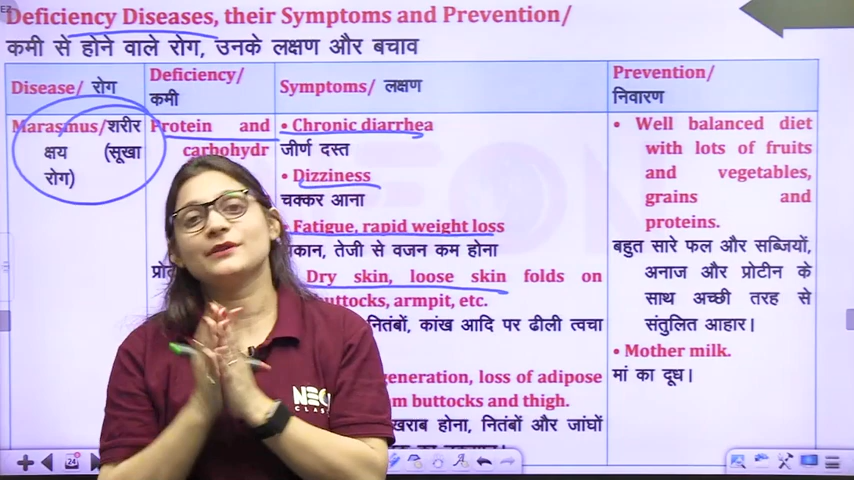 Deficiency Diseases, their Symptoms and Prevention/
कमी से होने वाले रोग, उनके लक्षण और बचाव
Disease/ रोग
Deficiency/
कमी
Symptoms/ लक्षण
Prevention/
निवारण
Marasmus/शरीर
क्षय (सूखा
रोग)
Protein and
carbohydr
• Chronic diarrhea
जीर्ण दस्त
• Dizziness
चक्कर आना
• Fatigue, rapid weight loss
तेजी से वजन कम होना
Dry skin, loose skin folds on
buttocks, armpit, etc.
नितंबों, कांख आदि पर ढीली त्वचा
loss of adipose
buttocks and thigh.
खराब होना, नितंबों और जांघों
• Well balanced diet
with lots of fruits
and vegetables,
grains and
proteins.
बहुत सारे फल और सब्जियों,
अनाज और प्रोटीन के
साथ अच्छी तरह से
संतुलित आहार।
• Mother milk.
मां का दूध।
NEON
CLASS
24